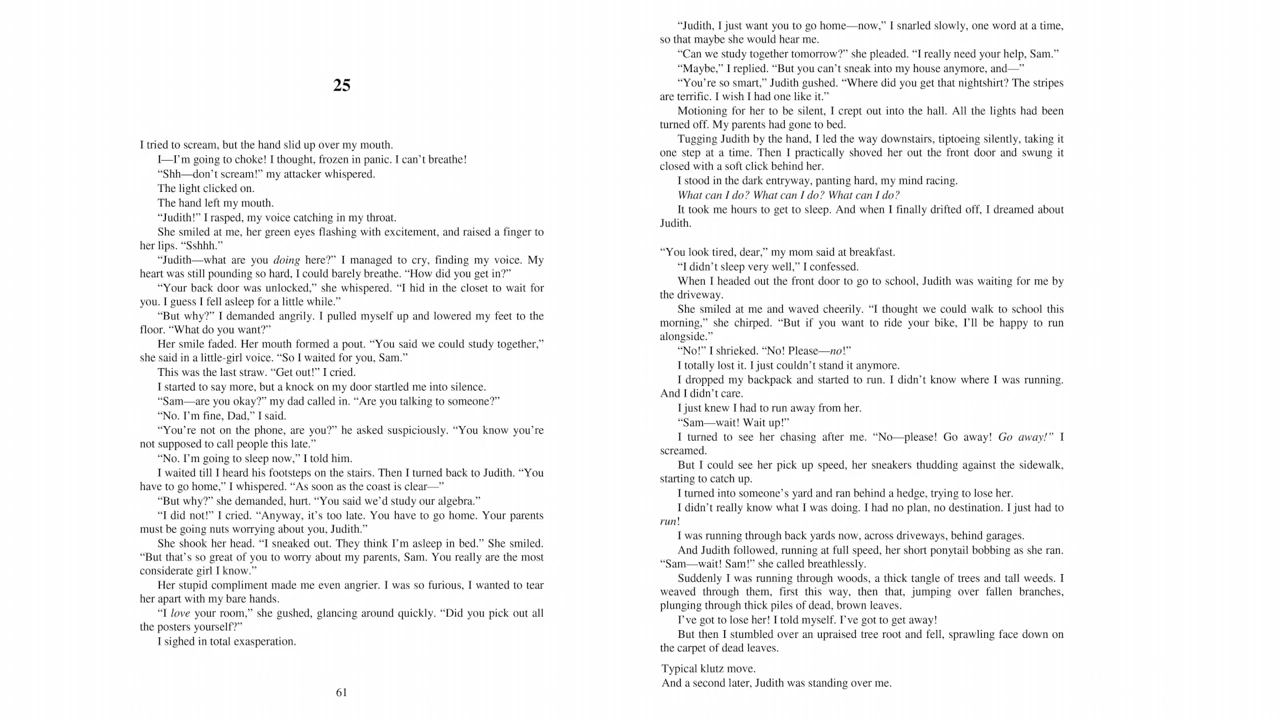 25
I tried to scream, but the hand slid up over my mouth.
I—I’m going to choke! I thought, frozen in panic. I can’t breathe!
“Shh—don’t scream!” my attacker whispered.
The light clicked on.
The hand left my mouth.
“Judith!” I rasped, my voice catching in my throat.
She smiled at me, her green eyes flashing with excitement, and raised a finger to
her lips. “Sshhh.”
“Judith—what are you doing here?” I managed to cry, finding my voice. My
heart was still pounding so hard, I could barely breathe. “How did you get in?”
“Your back door was unlocked,” she whispered. “I hid in the closet to wait for
you. I guess I fell asleep for a little while.”
“But why?” I demanded angrily. I pulled myself up and lowered my feet to the
floor. “What do you want?”
Her smile faded. Her mouth formed a pout. “You said we could study together,”
she said in a little-girl voice. “So I waited for you, Sam.”
This was the last straw. “Get out!” I cried.
I started to say more, but a knock on my door startled me into silence.
“Sam—are you okay?” my dad called in. “Are you talking to someone?”
“No. I’m fine, Dad,” I said.
“You’re not on the phone, are you?” he asked suspiciously. “You know you’re
not supposed to call people this late.”
“No. I’m going to sleep now,” I told him.
I waited till I heard his footsteps on the stairs. Then I turned back to Judith. “You
have to go home,” I whispered. “As soon as the coast is clear—”
“But why?” she demanded, hurt. “You said we’d study our algebra.”
“I did not!” I cried. “Anyway, it’s too late. You have to go home. Your parents
must be going nuts worrying about you, Judith.”
She shook her head. “I sneaked out. They think I’m asleep in bed.” She smiled.
“But that’s so great of you to worry about my parents, Sam. You really are the most
considerate girl I know.”
Her stupid compliment made me even angrier. I was so furious, I wanted to tear
her apart with my bare hands.
“I love your room,” she gushed, glancing around quickly. “Did you pick out all
the posters yourself?”
I sighed in total exasperation.
61
“Judith, I just want you to go home—now,” I snarled slowly, one word at a time,
so that maybe she would hear me.
“Can we study together tomorrow?” she pleaded. “I really need your help, Sam.”
“Maybe,” I replied. “But you can’t sneak into my house anymore, and—”
“You’re so smart,” Judith gushed. “Where did you get that nightshirt? The stripes
are terrific. I wish I had one like it.”
Motioning for her to be silent, I crept out into the hall. All the lights had been
turned off. My parents had gone to bed.
Tugging Judith by the hand, I led the way downstairs, tiptoeing silently, taking it
one step at a time. Then I practically shoved her out the front door and swung it
closed with a soft click behind her.
I stood in the dark entryway, panting hard, my mind racing.
What can I do? What can I do? What can I do?
It took me hours to get to sleep. And when I finally drifted off, I dreamed about
Judith.
“You look tired, dear,” my mom said at breakfast.
“I didn’t sleep very well,” I confessed.
When I headed out the front door to go to school, Judith was waiting for me by
the driveway.
She smiled at me and waved cheerily. “I thought we could walk to school this
morning,” she chirped. “But if you want to ride your bike, I’ll be happy to run
alongside.”
“No!” I shrieked. “No! Please—no!”
I totally lost it. I just couldn’t stand it anymore.
I dropped my backpack and started to run. I didn’t know where I was running.
And I didn’t care.
I just knew I had to run away from her.
“Sam—wait! Wait up!”
I turned to see her chasing after me. “No—please! Go away! Go away!” I
screamed.
But I could see her pick up speed, her sneakers thudding against the sidewalk,
starting to catch up.
I turned into someone’s yard and ran behind a hedge, trying to lose her.
I didn’t really know what I was doing. I had no plan, no destination. I just had to
run!
I was running through back yards now, across driveways, behind garages.
And Judith followed, running at full speed, her short ponytail bobbing as she ran.
“Sam—wait! Sam!” she called breathlessly.
Suddenly I was running through woods, a thick tangle of trees and tall weeds. I
weaved through them, first this way, then that, jumping over fallen branches,
plunging through thick piles of dead, brown leaves.
I’ve got to lose her! I told myself. I’ve got to get away!
But then I stumbled over an upraised tree root and fell, sprawling face down on
the carpet of dead leaves.
Typical klutz move.
And a second later, Judith was standing over me.